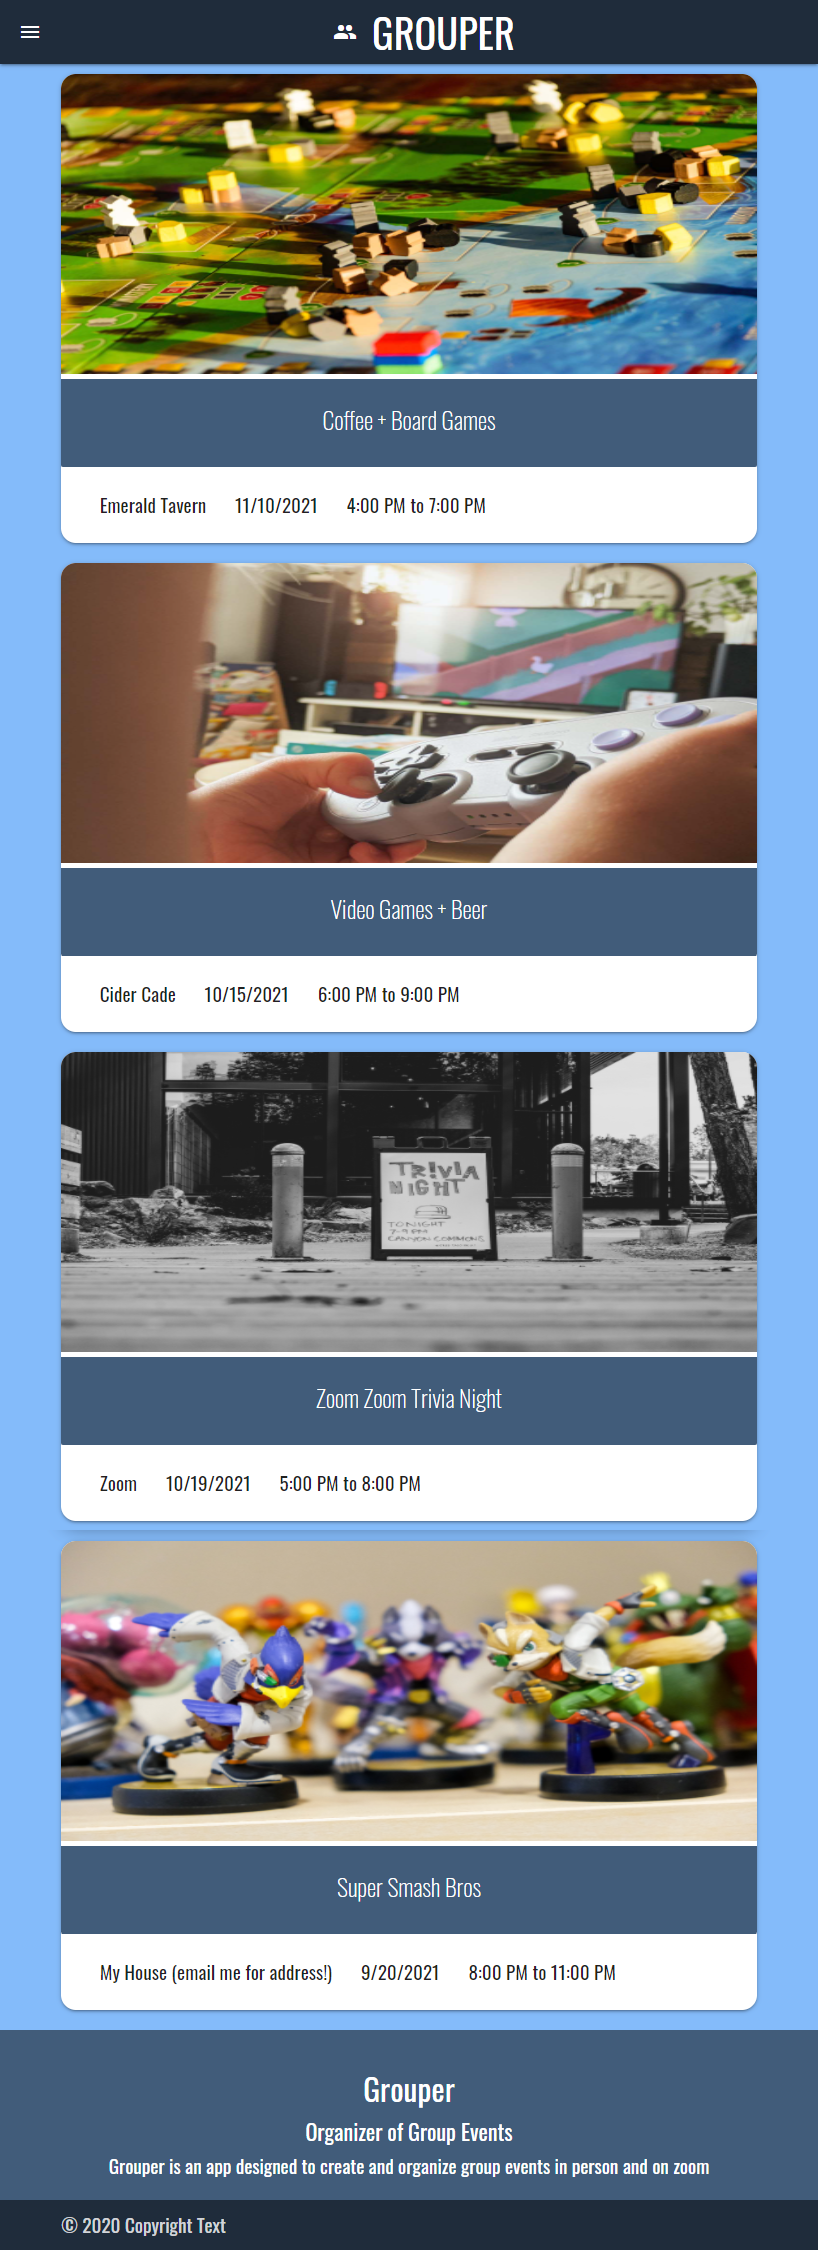 GROUPER
Coffee + Board Games
Emerald Tavern 11/10/2021 4:00 PM to 7:00 PM
Video Games + Beer
Cider Cade 10/15/2021 6:00 PM to 9:00 PM
TRIVIA
NIGHT
TONIGHT
7-9 PM
CANYON COMMONS
Zoom Zoom Trivia Night
Zoom 10/19/2021 5:00 PM to 8:00 PM
Super Smash Bros
My House (email me for address!) 9/20/2021 8:00 PM to 11:00 PM
Grouper
Organizer of Group Events
Grouper is an app designed to create and organize group events in person and on zoom
© 2020 Copyright Text